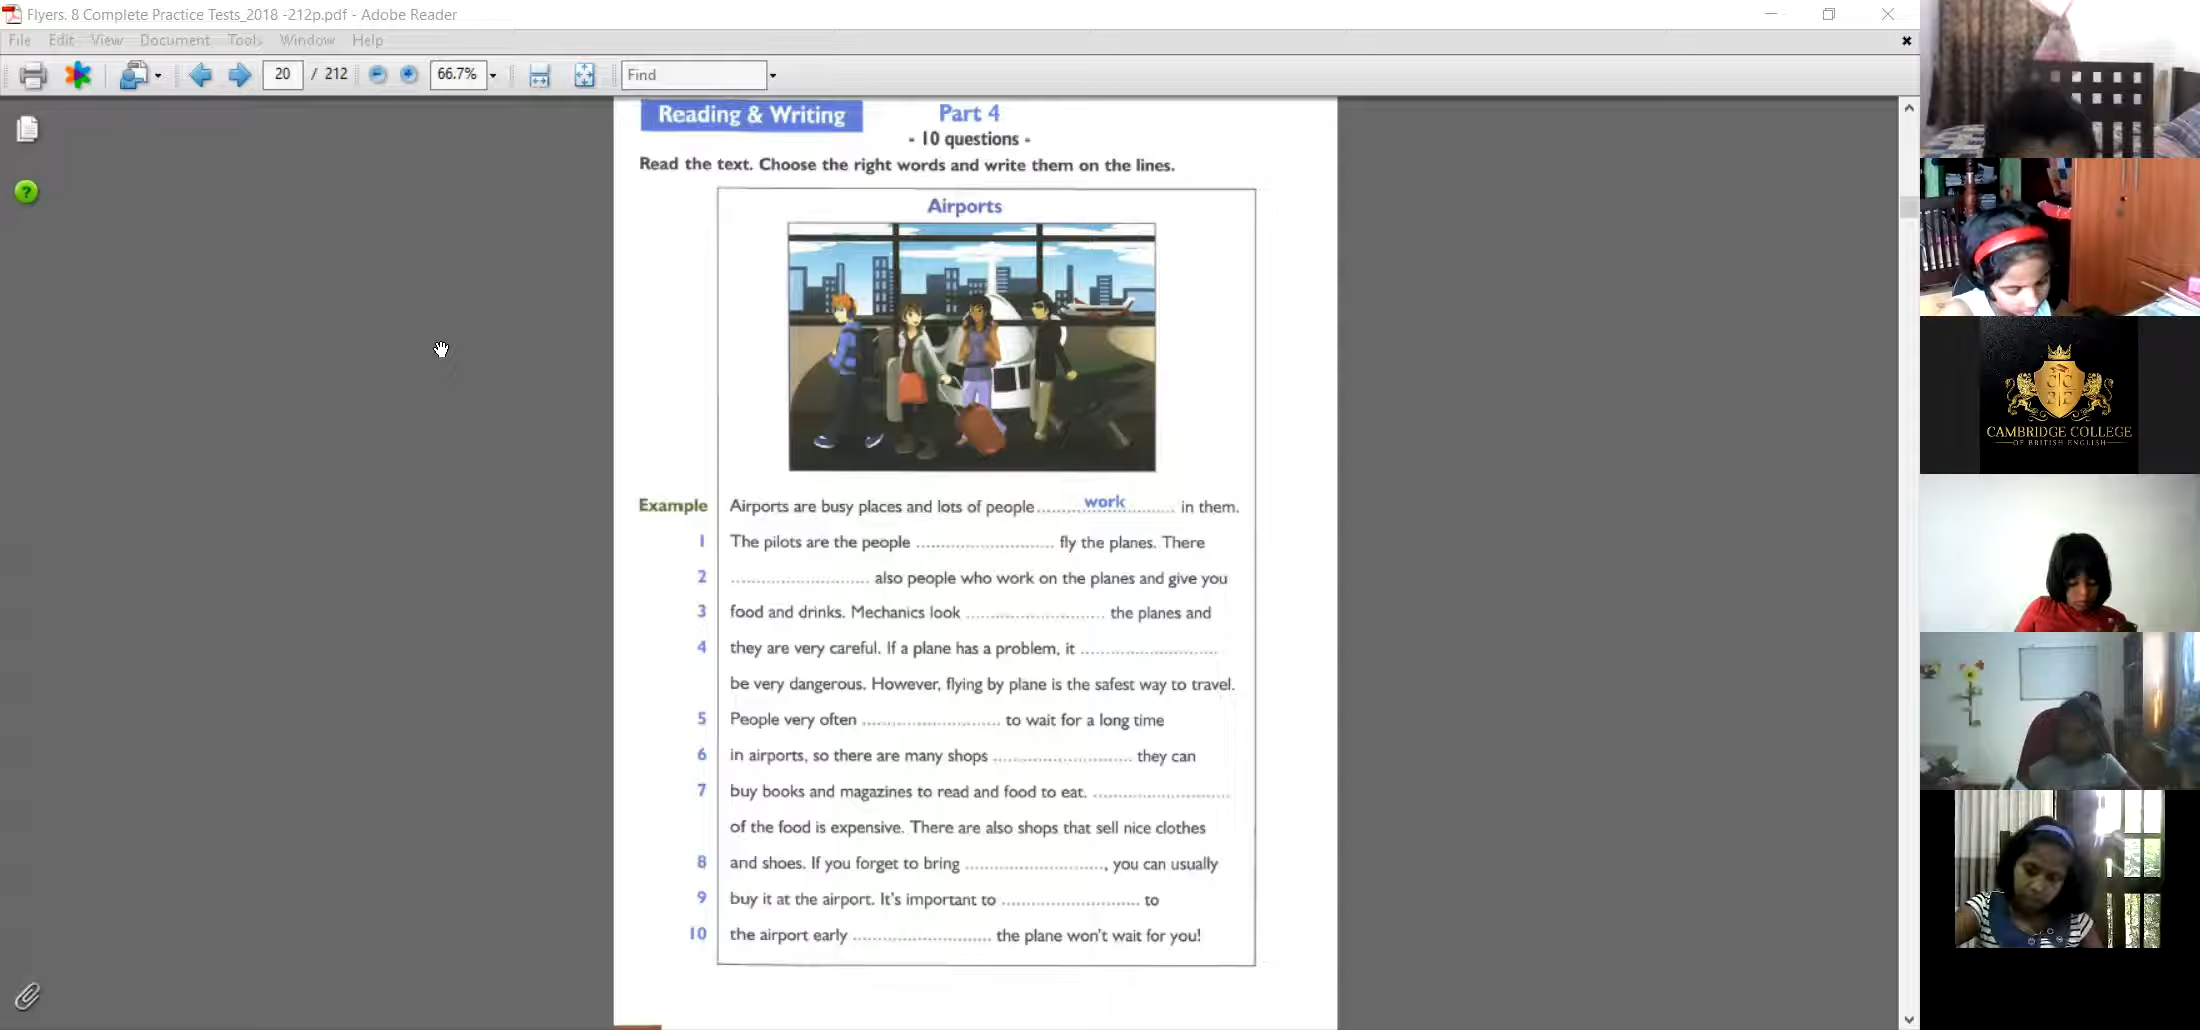 Flyers. 8 Complete Practice Tests_2018 -212p.pdf - Adobe Reader
File Edit View Document Tools Window Help
20 / 212 66.7% Find
Reading & Writing Part 4
- 10 questions -
Read the text. Choose the right words and write them on the lines.
Airports
Example Airports are busy places and lots of people ............work............ in them.
1 The pilots are the people ........................ fly the planes. There
2 ........................ also people who work on the planes and give you
3 food and drinks. Mechanics look ........................ the planes and
4 they are very careful. If a plane has a problem, it ........................
be very dangerous. However, flying by plane is the safest way to travel.
5 People very often ........................ to wait for a long time
6 in airports, so there are many shops ........................ they can
7 buy books and magazines to read and food to eat. ........................
of the food is expensive. There are also shops that sell nice clothes
8 and shoes. If you forget to bring ........................, you can usually
9 buy it at the airport. It's important to ........................ to
10 the airport early ........................ the plane won't wait for you!
CAMBRIDGE COLLEGE
OF BRITISH ENGLISH